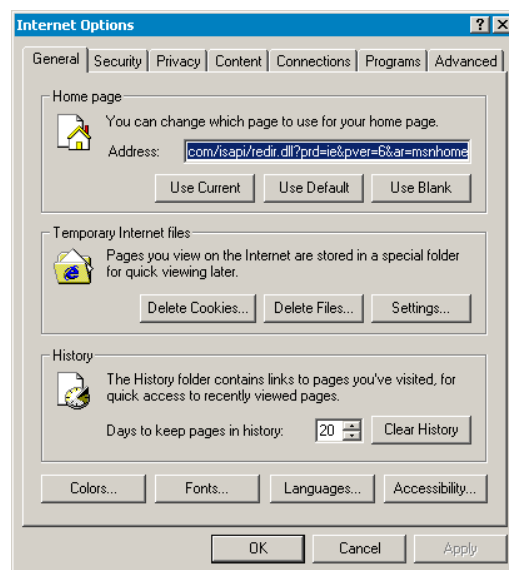 Internet Options
General Security Privacy Content Connections Programs Advanced
Home page
You can change which page to use for your home page.
Address: com/isapi/redir.dll?prd=ie&pver=6&ar=msnhome
Use Current Use Default Use Blank
Temporary Internet files
Pages you view on the Internet are stored in a special folder
for quick viewing later.
Delete Cookies... Delete Files... Settings...
History
The History folder contains links to pages you've visited, for
quick access to recently viewed pages.
Days to keep pages in history: 20 Clear History
Colors... Fonts... Languages... Accessibility...
OK Cancel Apply